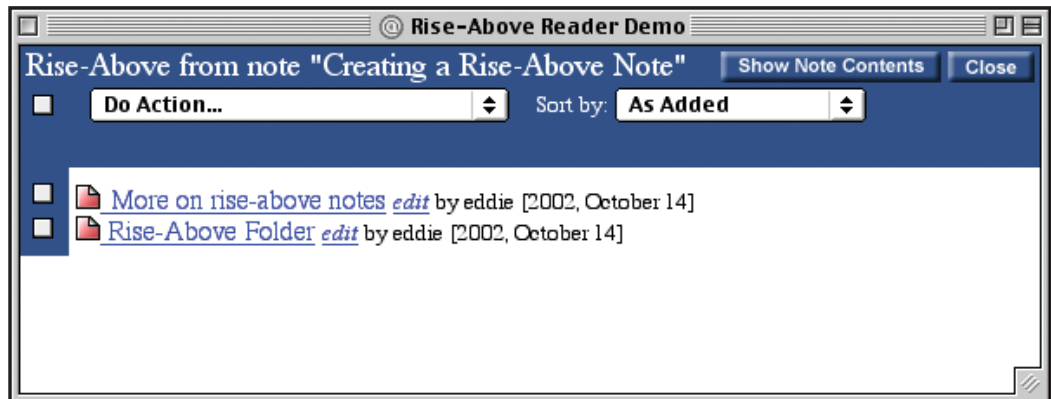 Rise-Above Reader Demo
Rise-Above from note "Creating a Rise-Above Note" Show Note Contents Close
Do Action... Sort by: As Added
More on rise-above notes edit by eddie [2002, October 14]
Rise-Above Folder edit by eddie [2002, October 14]